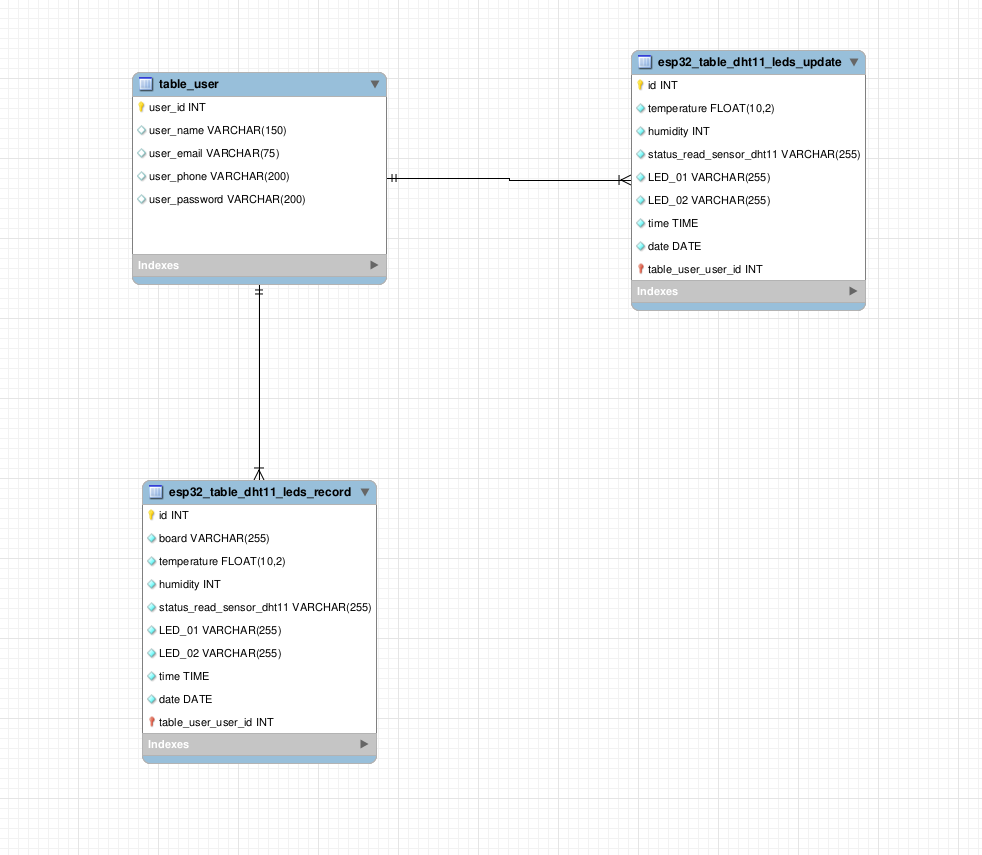 table_user
user_id INT
user_name VARCHAR(150)
user_email VARCHAR(75)
user_phone VARCHAR(200)
user_password VARCHAR(200)
Indexes
esp32_table_dht11_leds_update
id INT
temperature FLOAT(10,2)
humidity INT
status_read_sensor_dht11 VARCHAR(255)
LED_01 VARCHAR(255)
LED_02 VARCHAR(255)
time TIME
date DATE
table_user_user_id INT
Indexes
esp32_table_dht11_leds_record
id INT
board VARCHAR(255)
temperature FLOAT(10,2)
humidity INT
status_read_sensor_dht11 VARCHAR(255)
LED_01 VARCHAR(255)
LED_02 VARCHAR(255)
time TIME
date DATE
table_user_user_id INT
Indexes